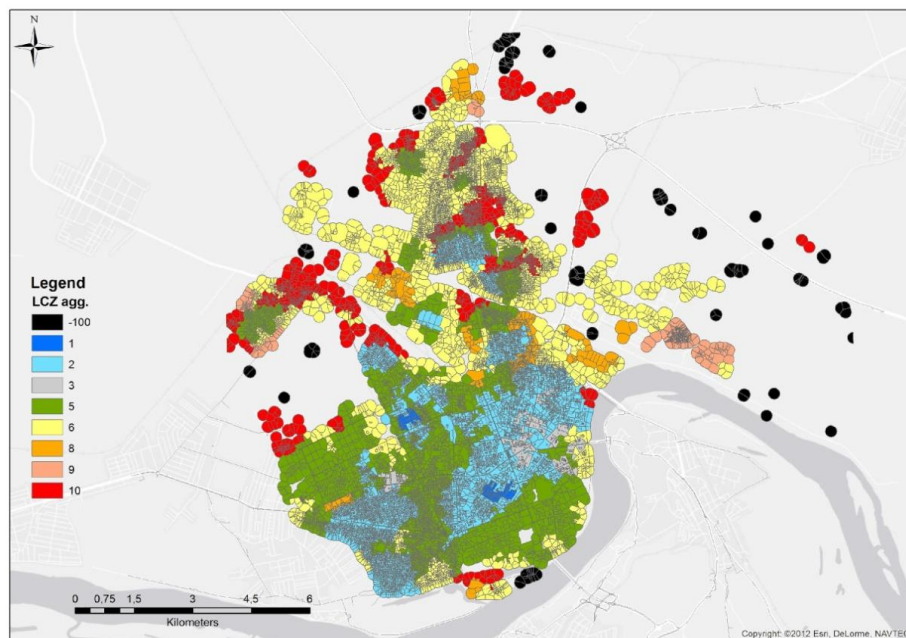 N
Legend
LCZ agg.
-100
1
2
3
5
6
8
9
10
0 0,75 1,5 3 4,5 6
Kilometers
Copyright: ©2012 Esri, DeLorme, NAVTEQ